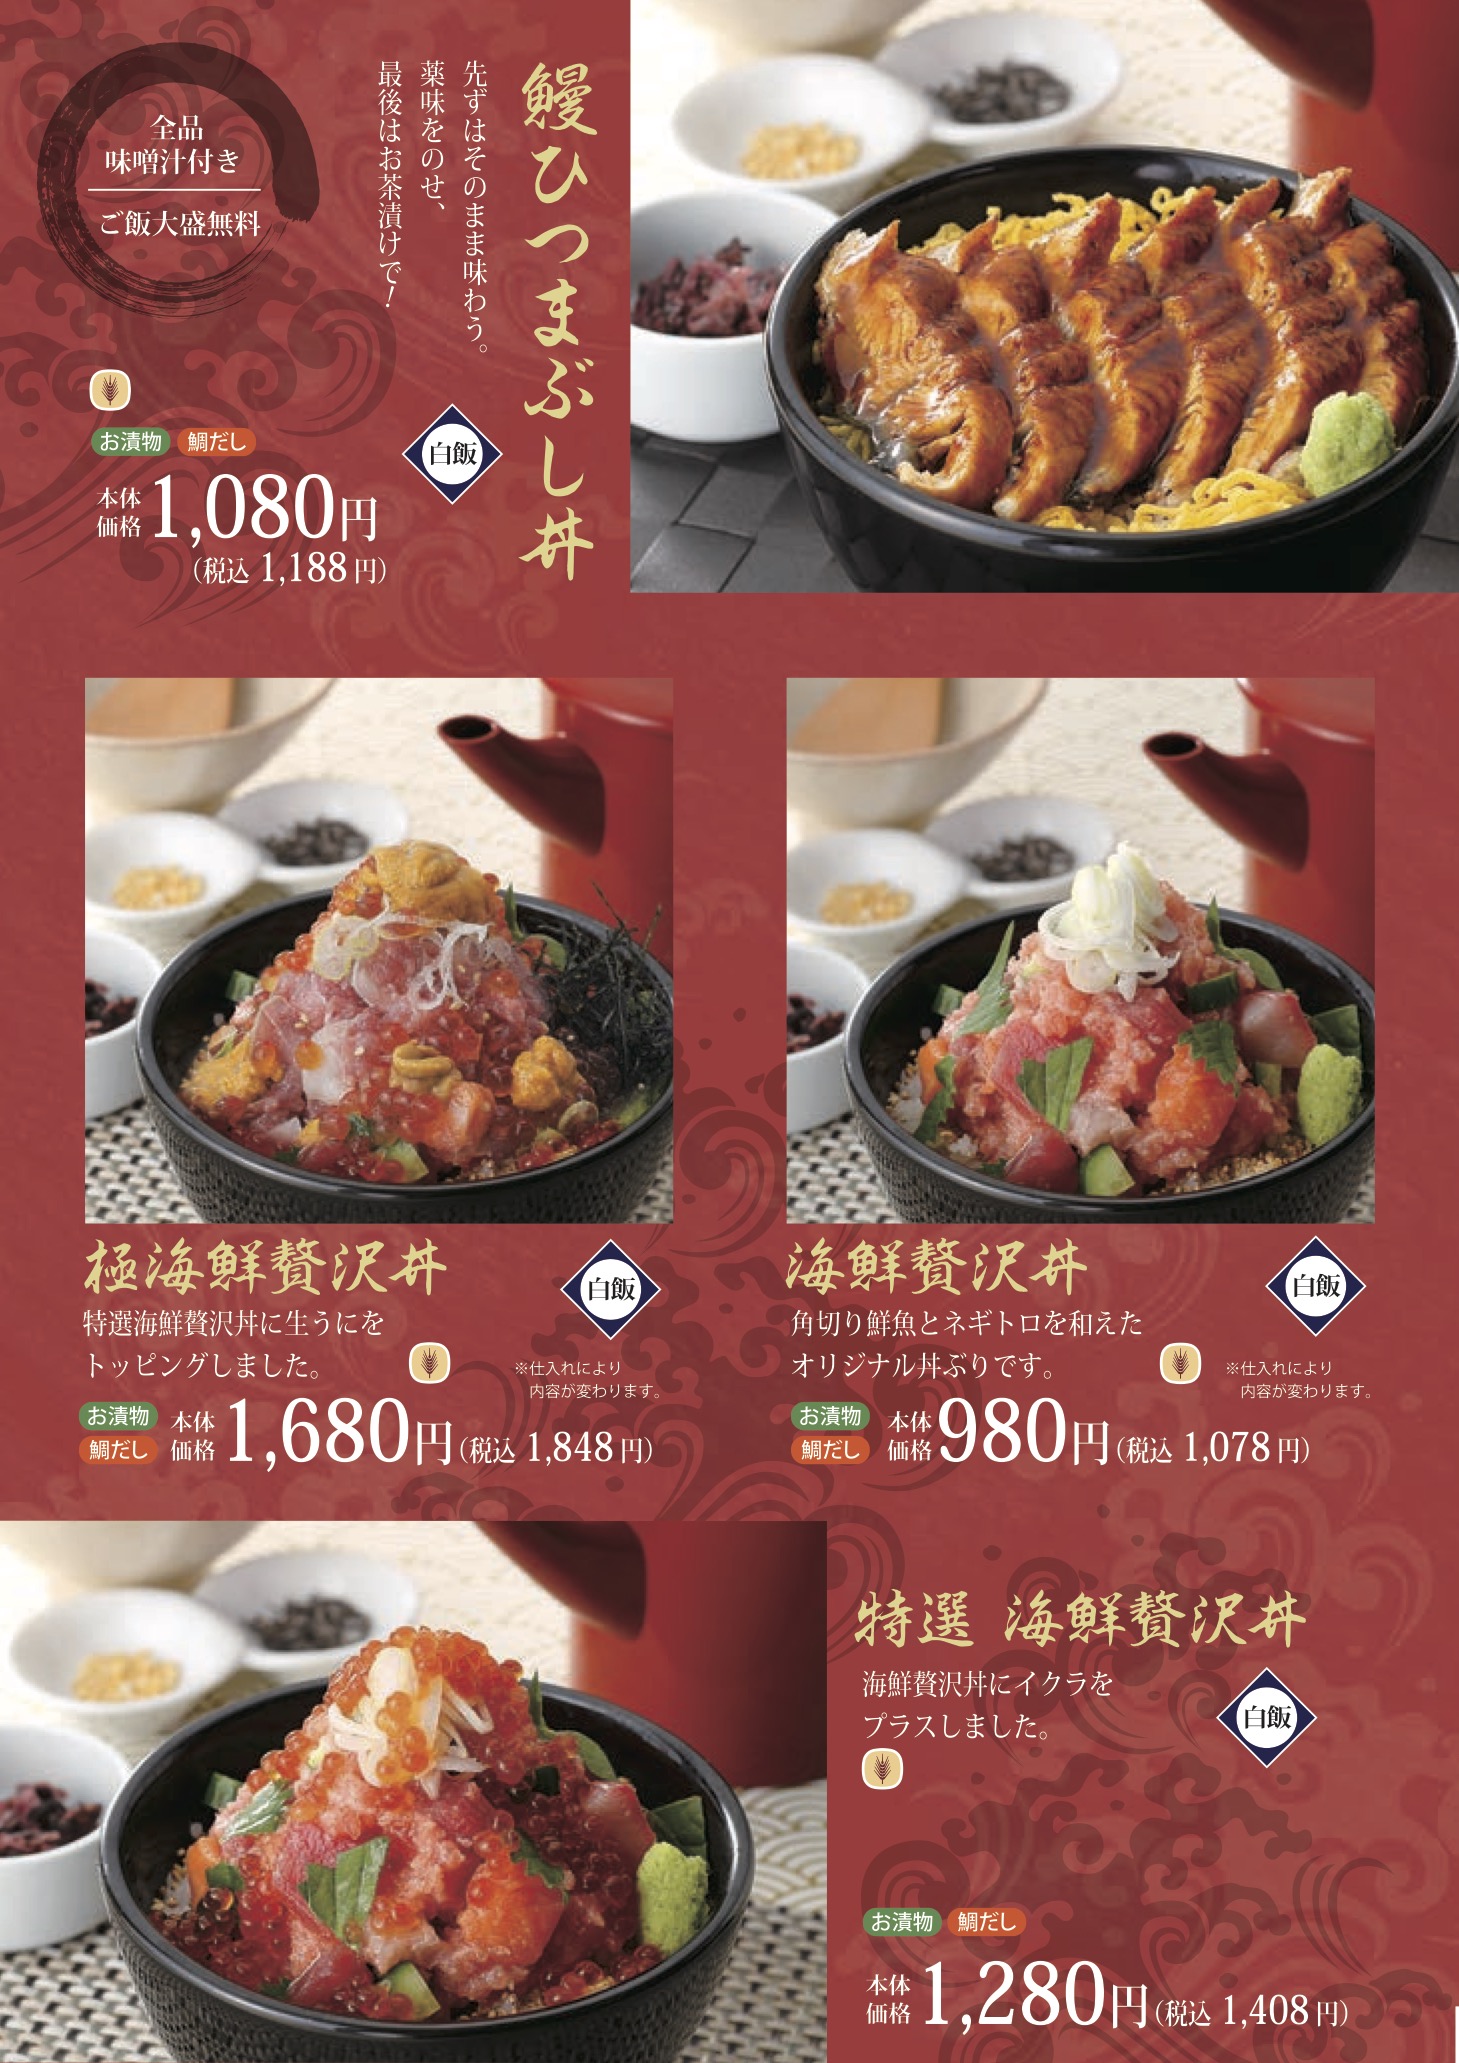 全品
味噌汁付き
ご飯大盛無料
鰻ひつまぶし丼
先ずはそのまま味わう。
薬味をのせ、
最後はお茶漬けで！
白飯
お漬物 鯛だし
本体価格 1,080円
（税込 1,188円）
極海鮮贅沢丼
白飯
特選海鮮贅沢丼に生うにを
トッピングしました。
※仕入れにより
内容が変わります。
お漬物
鯛だし
本体価格 1,680円（税込 1,848円）
海鮮贅沢丼
白飯
角切り鮮魚とネギトロを和えた
オリジナル丼ぶりです。
※仕入れにより
内容が変わります。
お漬物
鯛だし
本体価格 980円（税込 1,078円）
特選 海鮮贅沢丼
海鮮贅沢丼にイクラを
プラスしました。
白飯
お漬物 鯛だし
本体価格 1,280円（税込 1,408円）